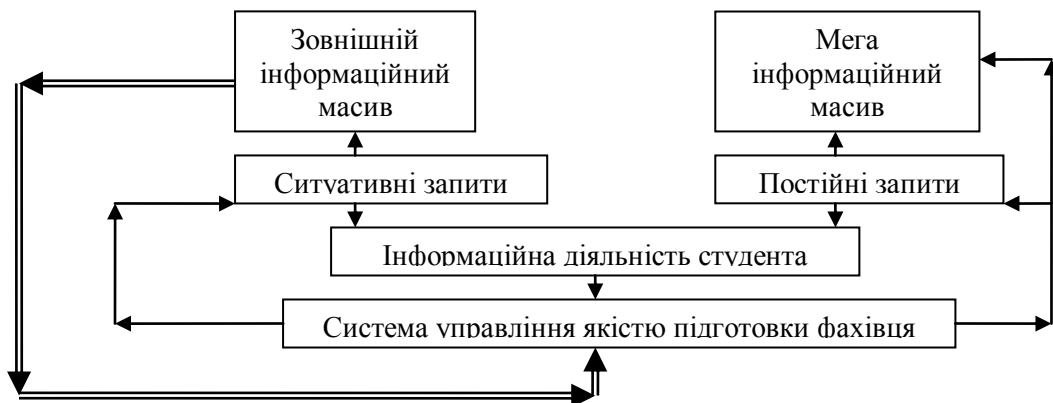 Зовнішній
інформаційний
масив
Мега
інформаційний
масив
Ситуативні запити
Постійні запити
Інформаційна діяльність студента
Система управління якістю підготовки фахівця